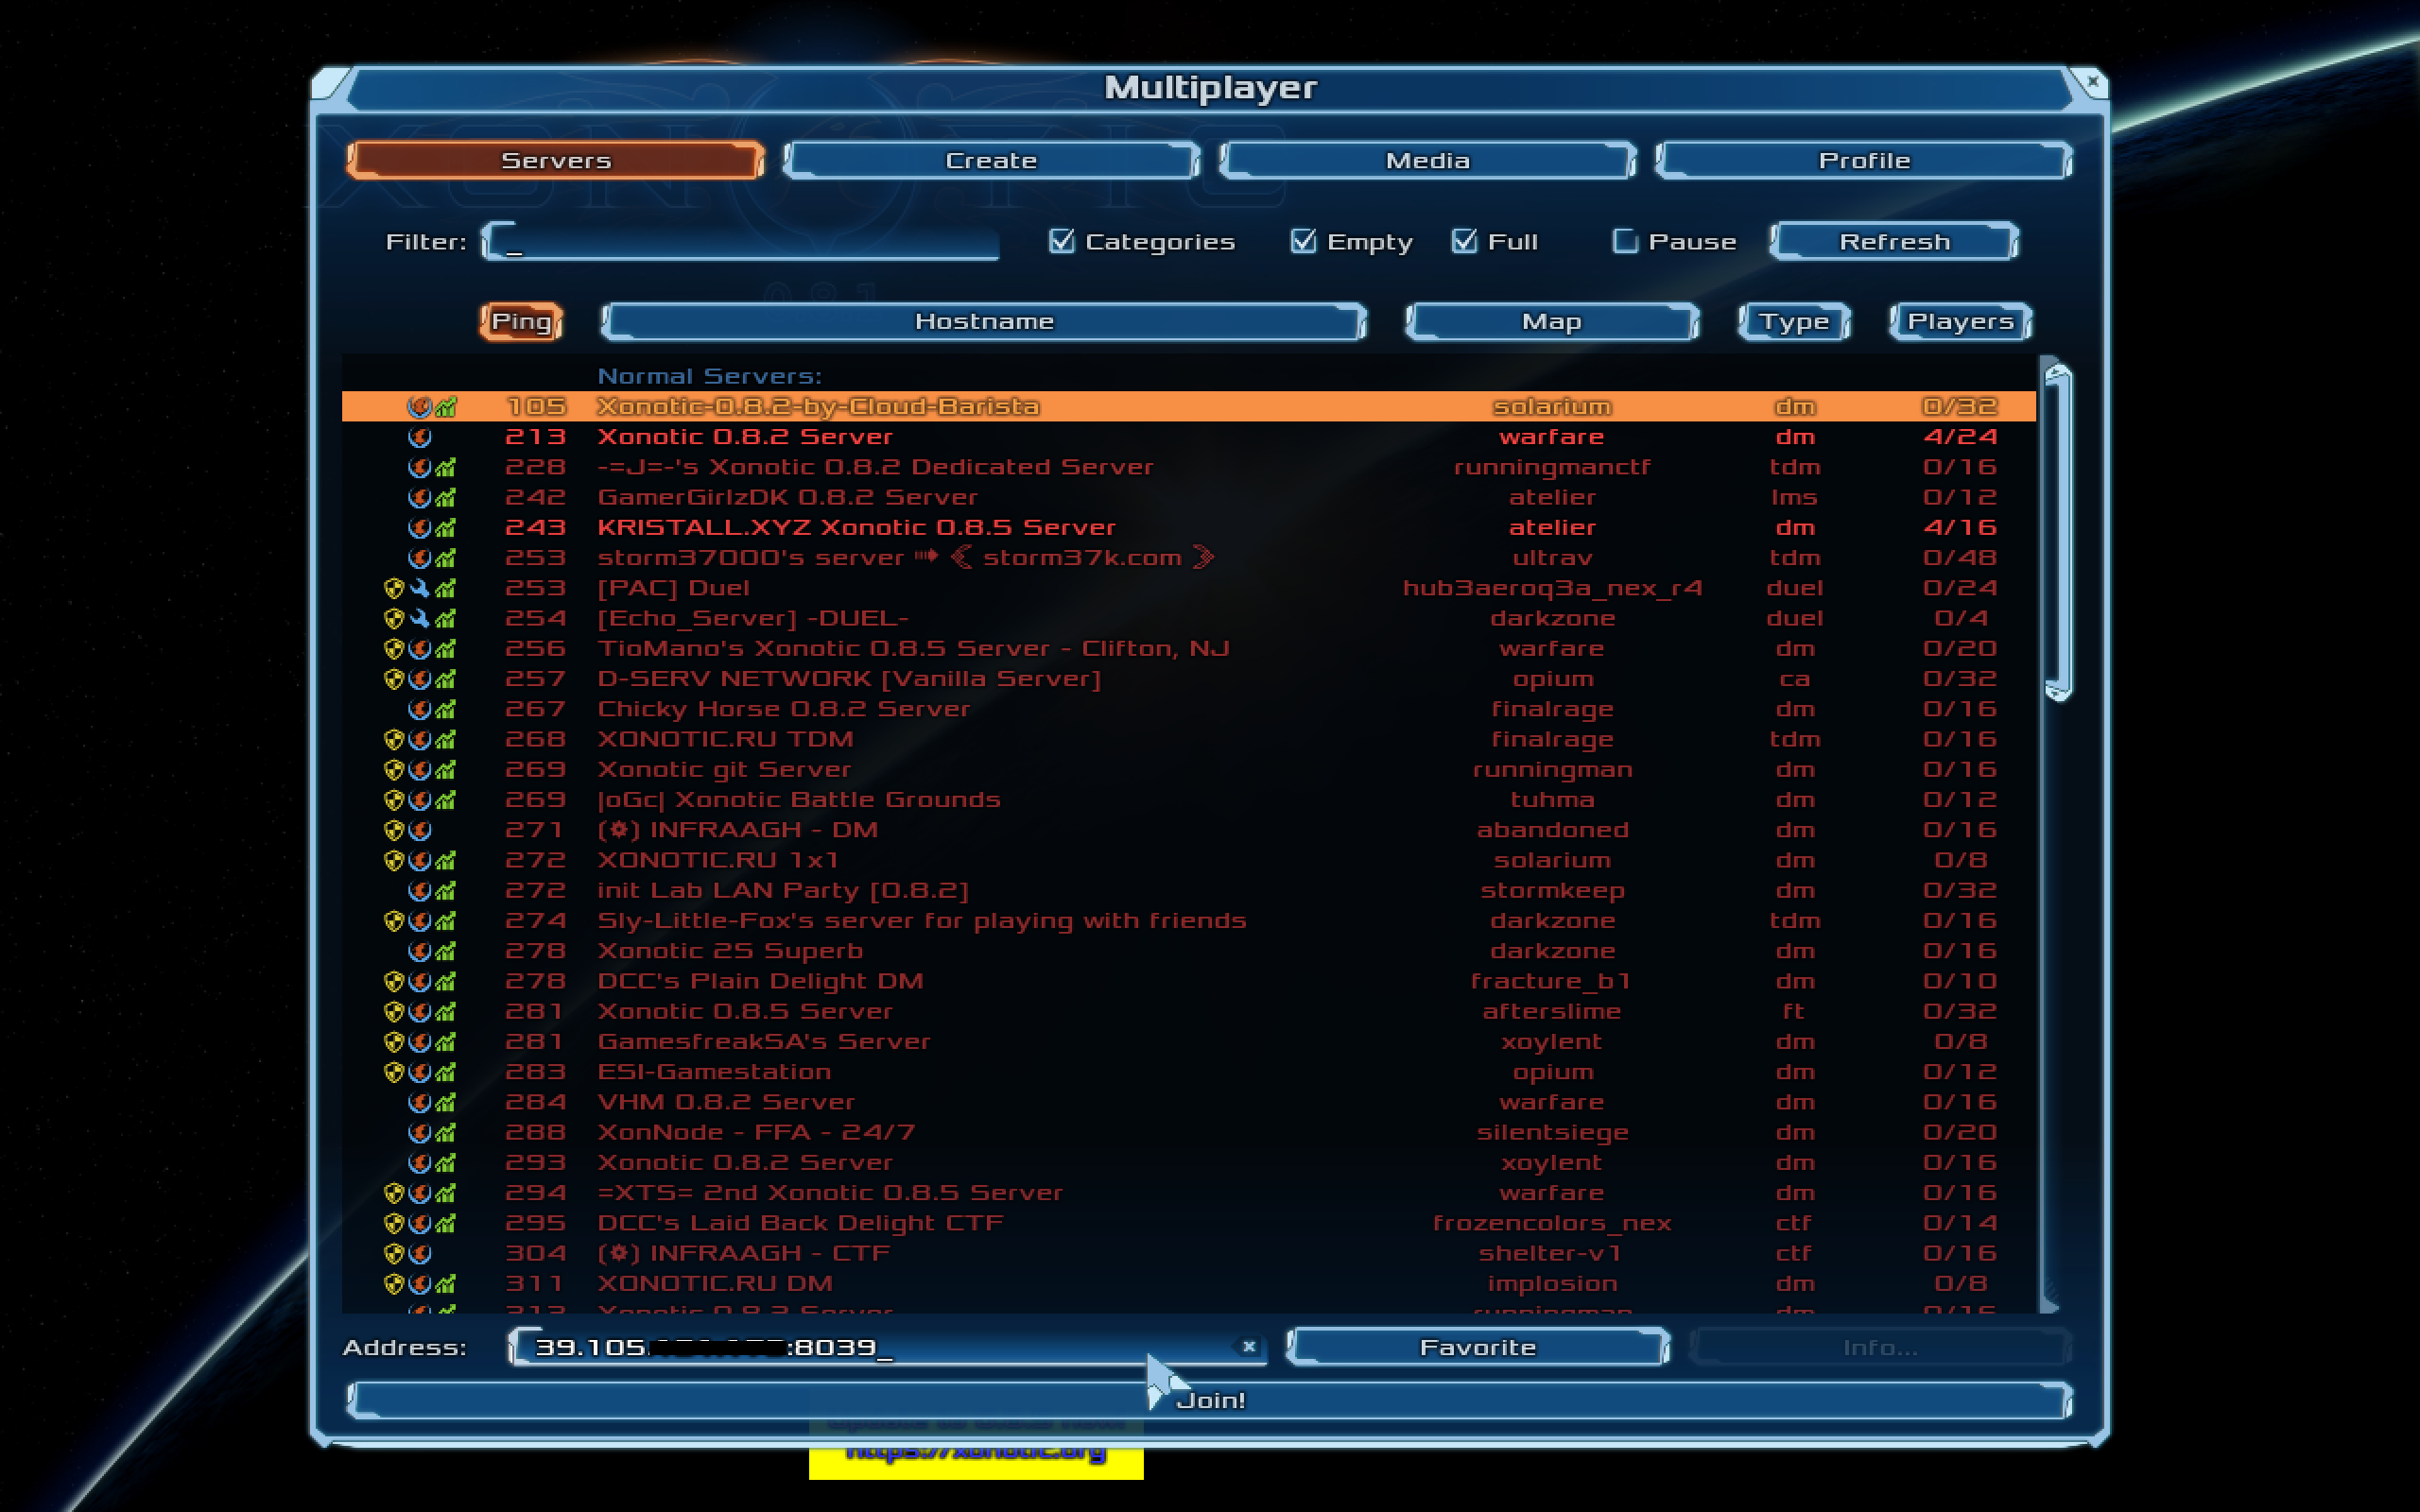 Multiplayer
Servers Create Media Profile
Filter: _ Categories Empty Full Pause Refresh
Ping Hostname Map Type Players
Normal Servers:
105 Xonotic-0.8.2-by-Cloud-Barista solarium dm 0/32
213 Xonotic 0.8.2 Server warfare dm 4/24
228 -=J=-'s Xonotic 0.8.2 Dedicated Server runningmanctf tdm 0/16
242 GamerGirlzDK 0.8.2 Server atelier lms 0/12
243 KRISTALL.XYZ Xonotic 0.8.5 Server atelier dm 4/16
253 storm37000's server ➠ 《 storm37k.com 》 ultrav tdm 0/48
253 [PAC] Duel hub3aeroq3a_nex_r4 duel 0/24
254 [Echo_Server] -DUEL- darkzone duel 0/4
256 TioMano's Xonotic 0.8.5 Server - Clifton, NJ warfare dm 0/20
257 D-SERV NETWORK [Vanilla Server] opium ca 0/32
267 Chicky Horse 0.8.2 Server finalrage dm 0/16
268 XONOTIC.RU TDM finalrage tdm 0/16
269 Xonotic git Server runningman dm 0/16
269 |oGc| Xonotic Battle Grounds tuhma dm 0/12
271 (✹) INFRAAGH - DM abandoned dm 0/16
272 XONOTIC.RU 1x1 solarium dm 0/8
272 init Lab LAN Party [0.8.2] stormkeep dm 0/32
274 Sly-Little-Fox's server for playing with friends darkzone tdm 0/16
278 Xonotic 25 Superb darkzone dm 0/16
278 DCC's Plain Delight DM fracture_b1 dm 0/10
281 Xonotic 0.8.5 Server afterslime ft 0/32
281 GamesfreakSA's Server xoylent dm 0/8
283 ESI-Gamestation opium dm 0/12
284 VHM 0.8.2 Server warfare dm 0/16
288 XonNode - FFA - 24/7 silentsiege dm 0/20
293 Xonotic 0.8.2 Server xoylent dm 0/16
294 =XTS= 2nd Xonotic 0.8.5 Server warfare dm 0/16
295 DCC's Laid Back Delight CTF frozencolors_nex ctf 0/14
304 (✹) INFRAAGH - CTF shelter-v1 ctf 0/16
311 XONOTIC.RU DM implosion dm 0/8
Xonotic Server runningman dm 0/16
Address: 39.105. :8039_ Favorite Info...
Join!
https://xonotic.org